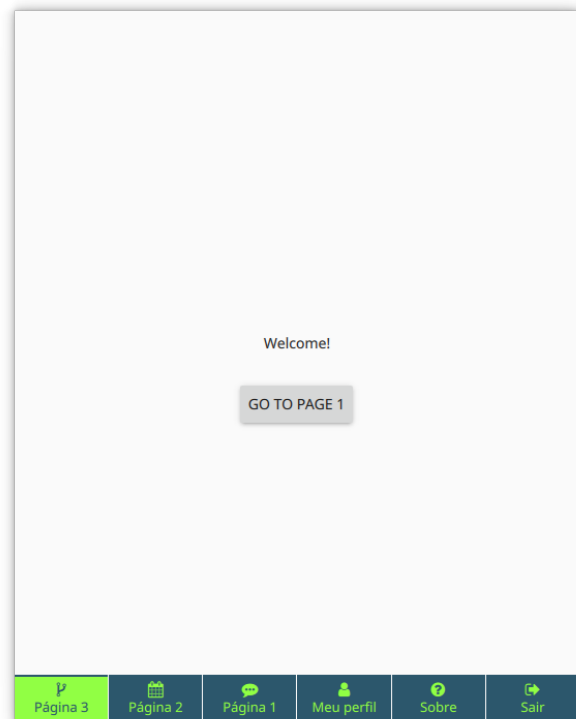 Welcome!
GO TO PAGE 1
Página 3
Página 2
Página 1
Meu perfil
Sobre
Sair